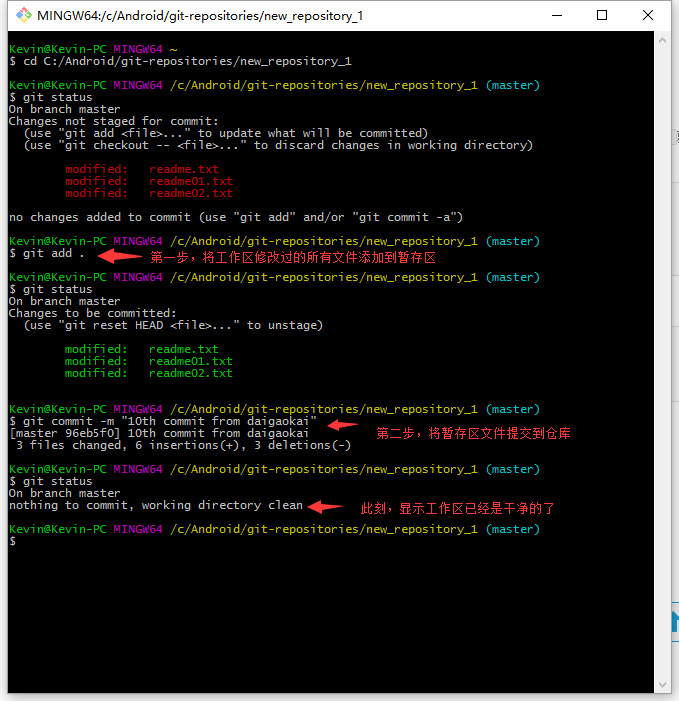 MINGW64:/c/Android/git-repositories/new_repository_1
Kevin@Kevin-PC MINGW64 ~
$ cd C:/Android/git-repositories/new_repository_1
Kevin@Kevin-PC MINGW64 /c/Android/git-repositories/new_repository_1 (master)
$ git status
On branch master
Changes not staged for commit:
  (use "git add <file>..." to update what will be committed)
  (use "git checkout -- <file>..." to discard changes in working directory)
        modified:   readme.txt
        modified:   readme01.txt
        modified:   readme02.txt
no changes added to commit (use "git add" and/or "git commit -a")
Kevin@Kevin-PC MINGW64 /c/Android/git-repositories/new_repository_1 (master)
$ git add . 第一步，将工作区修改过的所有文件添加到暂存区
Kevin@Kevin-PC MINGW64 /c/Android/git-repositories/new_repository_1 (master)
$ git status
On branch master
Changes to be committed:
  (use "git reset HEAD <file>..." to unstage)
        modified:   readme.txt
        modified:   readme01.txt
        modified:   readme02.txt
Kevin@Kevin-PC MINGW64 /c/Android/git-repositories/new_repository_1 (master)
$ git commit -m "10th commit from daigaokai"
[master 96eb5f0] 10th commit from daigaokai 第二步，将暂存区文件提交到仓库
 3 files changed, 6 insertions(+), 3 deletions(-)
Kevin@Kevin-PC MINGW64 /c/Android/git-repositories/new_repository_1 (master)
$ git status
On branch master
nothing to commit, working directory clean 此刻，显示工作区已经是干净的了
Kevin@Kevin-PC MINGW64 /c/Android/git-repositories/new_repository_1 (master)
$